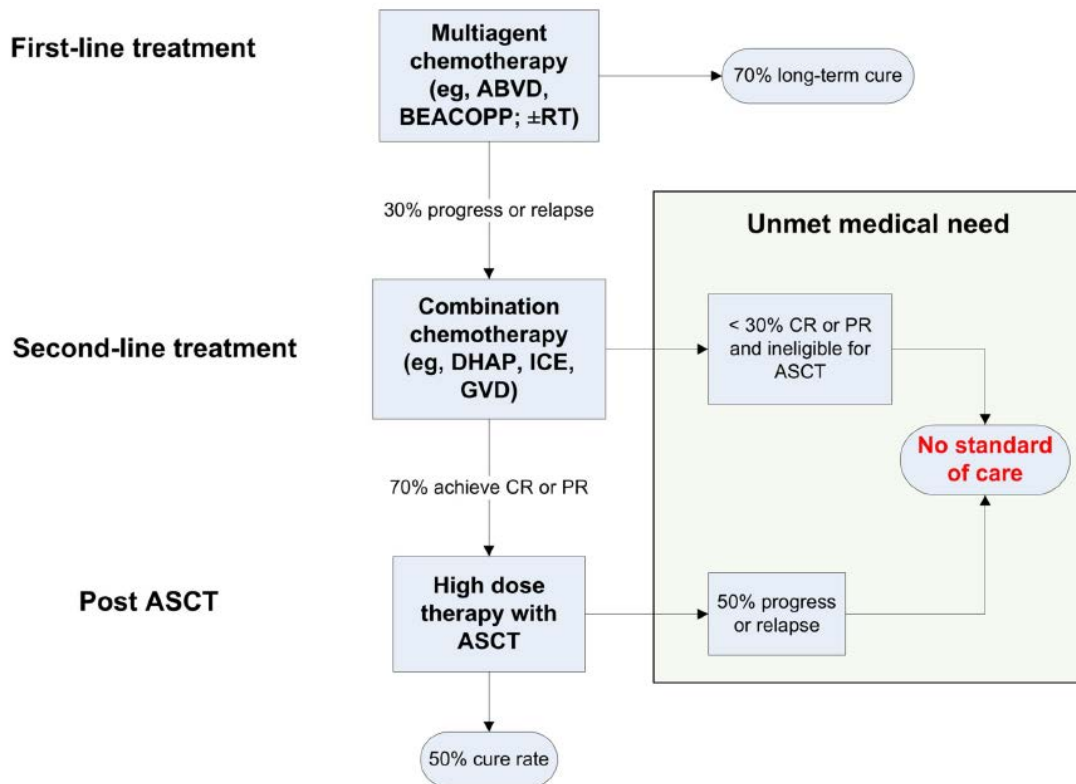 First-line treatment
Multiagent
chemotherapy
(eg, ABVD,
BEACOPP; ±RT)
70% long-term cure
30% progress or relapse
Unmet medical need
Second-line treatment
Combination
chemotherapy
(eg, DHAP, ICE,
GVD)
< 30% CR or PR
and ineligible for
ASCT
No standard
of care
70% achieve CR or PR
Post ASCT
High dose
therapy with
ASCT
50% progress
or relapse
50% cure rate